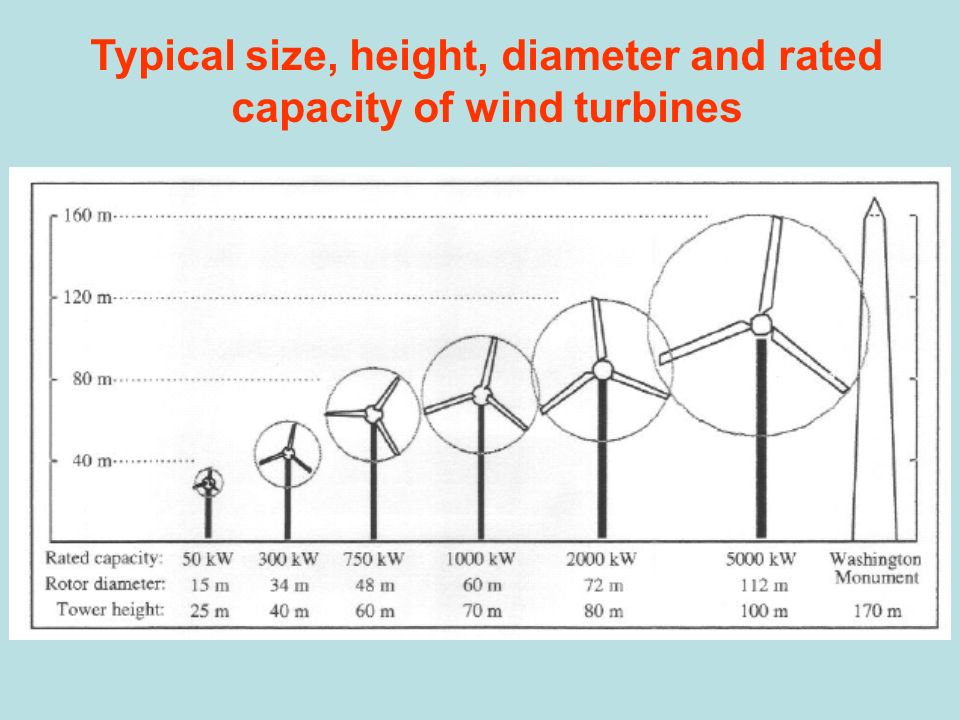 Typical size, height, diameter and rated
capacity of wind turbines
160 m
120 m
80 m
40 m
Rated capacity: 50 kW 300 kW 750 kW 1000 kW 2000 kW 5000 kW Washington
Monument
Rotor diameter: 15 m 34 m 48 m 60 m 72 m 112 m
Tower height: 25 m 40 m 60 m 70 m 80 m 100 m 170 m